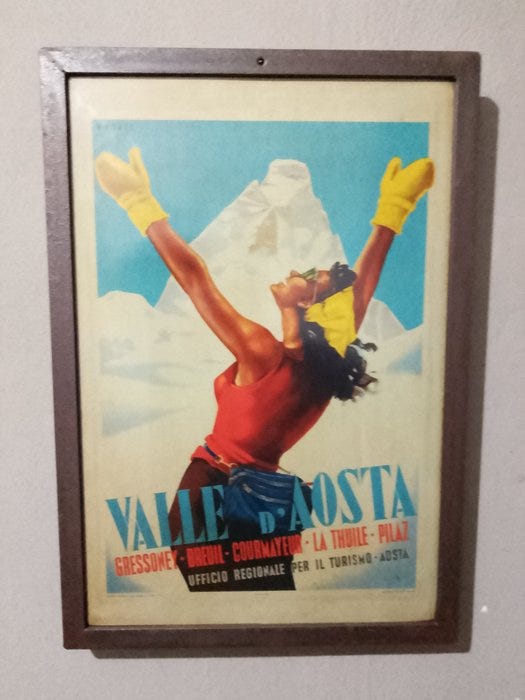 VALLE D'AOSTA
GRESSONEY - BREUIL - COURMAYEUR - LA THUILE - PILAZ
UFFICIO REGIONALE PER IL TURISMO - AOSTA